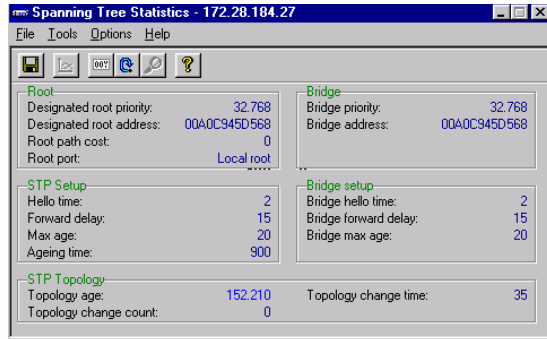 Spanning Tree Statistics - 172.28.184.27
File Tools Options Help
Root
Designated root priority: 32.768
Designated root address: 00A0C945D568
Root path cost: 0
Root port: Local root
Bridge
Bridge priority: 32.768
Bridge address: 00A0C945D568
STP Setup
Hello time: 2
Forward delay: 15
Max age: 20
Ageing time: 900
Bridge setup
Bridge hello time: 2
Bridge forward delay: 15
Bridge max age: 20
STP Topology
Topology age: 152.210
Topology change count: 0
Topology change time: 35